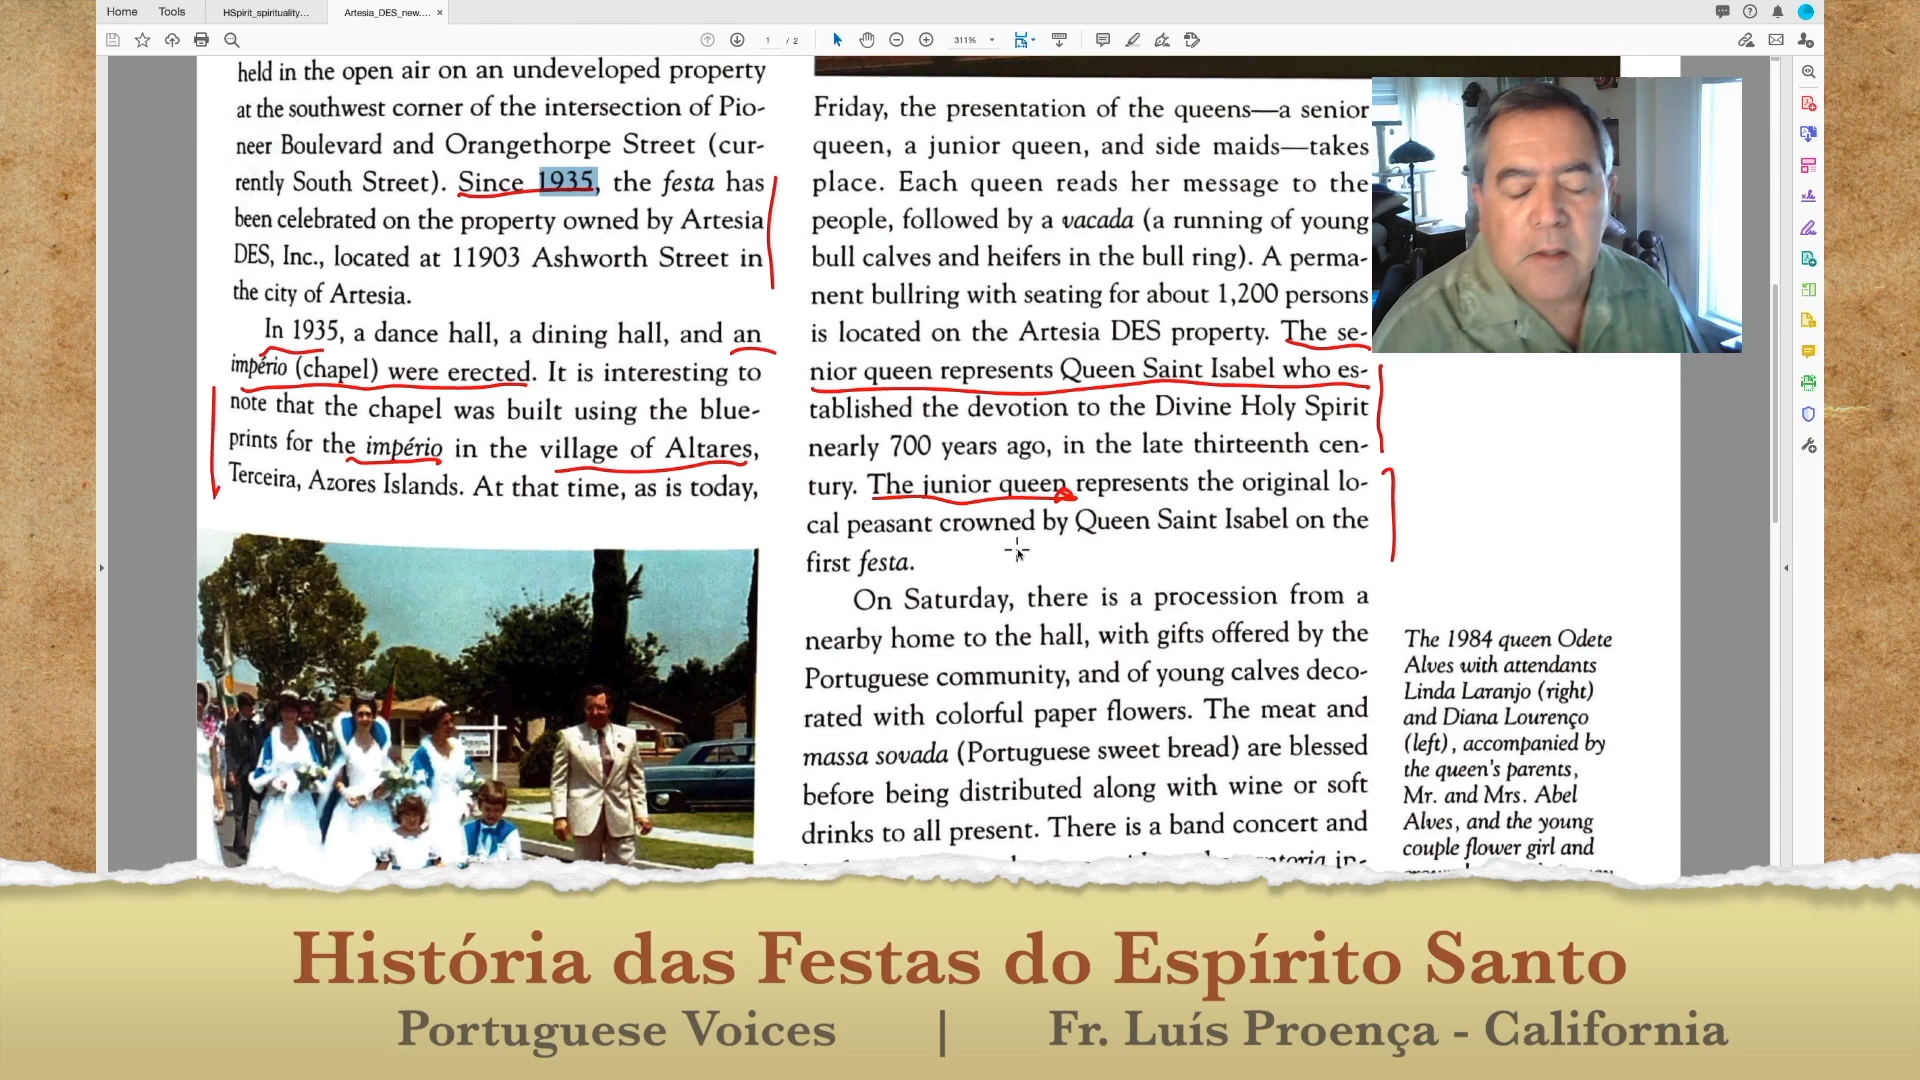 Home Tools HSpirit_spirituality... Artesia_DES_new.... ×
1 / 2 311%
held in the open air on an undeveloped property
at the southwest corner of the intersection of Pio-
neer Boulevard and Orangethorpe Street (cur-
rently South Street). Since 1935, the festa has
been celebrated on the property owned by Artesia
DES, Inc., located at 11903 Ashworth Street in
the city of Artesia.
In 1935, a dance hall, a dining hall, and an
império (chapel) were erected. It is interesting to
note that the chapel was built using the blue-
prints for the império in the village of Altares,
Terceira, Azores Islands. At that time, as is today,
Friday, the presentation of the queens—a senior
queen, a junior queen, and side maids—takes
place. Each queen reads her message to the
people, followed by a vacada (a running of young
bull calves and heifers in the bull ring). A perma-
nent bullring with seating for about 1,200 persons
is located on the Artesia DES property. The se-
nior queen represents Queen Saint Isabel who es-
tablished the devotion to the Divine Holy Spirit
nearly 700 years ago, in the late thirteenth cen-
tury. The junior queen represents the original lo-
cal peasant crowned by Queen Saint Isabel on the
first festa.
On Saturday, there is a procession from a
nearby home to the hall, with gifts offered by the
Portuguese community, and of young calves deco-
rated with colorful paper flowers. The meat and
massa sovada (Portuguese sweet bread) are blessed
before being distributed along with wine or soft
drinks to all present. There is a band concert and
in-
The 1984 queen Odete
Alves with attendants
Linda Laranjo (right)
and Diana Lourenço
(left), accompanied by
the queen's parents,
Mr. and Mrs. Abel
Alves, and the young
couple flower girl and
História das Festas do Espírito Santo
Portuguese Voices | Fr. Luís Proença - California